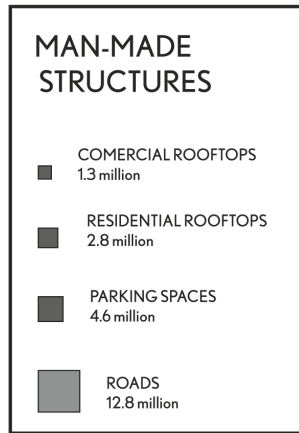 MAN-MADE
STRUCTURES
COMERCIAL ROOFTOPS
1.3 million
RESIDENTIAL ROOFTOPS
2.8 million
PARKING SPACES
4.6 million
ROADS
12.8 million